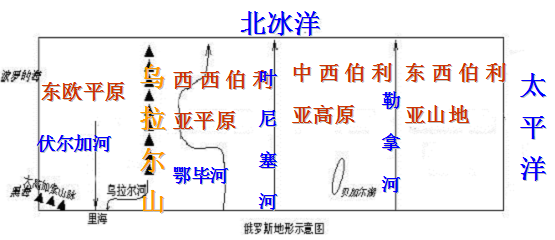 北冰洋
波罗的海
东欧平原
乌拉尔山
西西伯利
亚平原
叶尼塞河
中西伯利
亚高原
勒拿河
东西伯利
亚山地
太平洋
伏尔加河
鄂毕河
大高加索山脉
黑海
乌拉尔河
里海
贝加尔湖
俄罗斯地形示意图